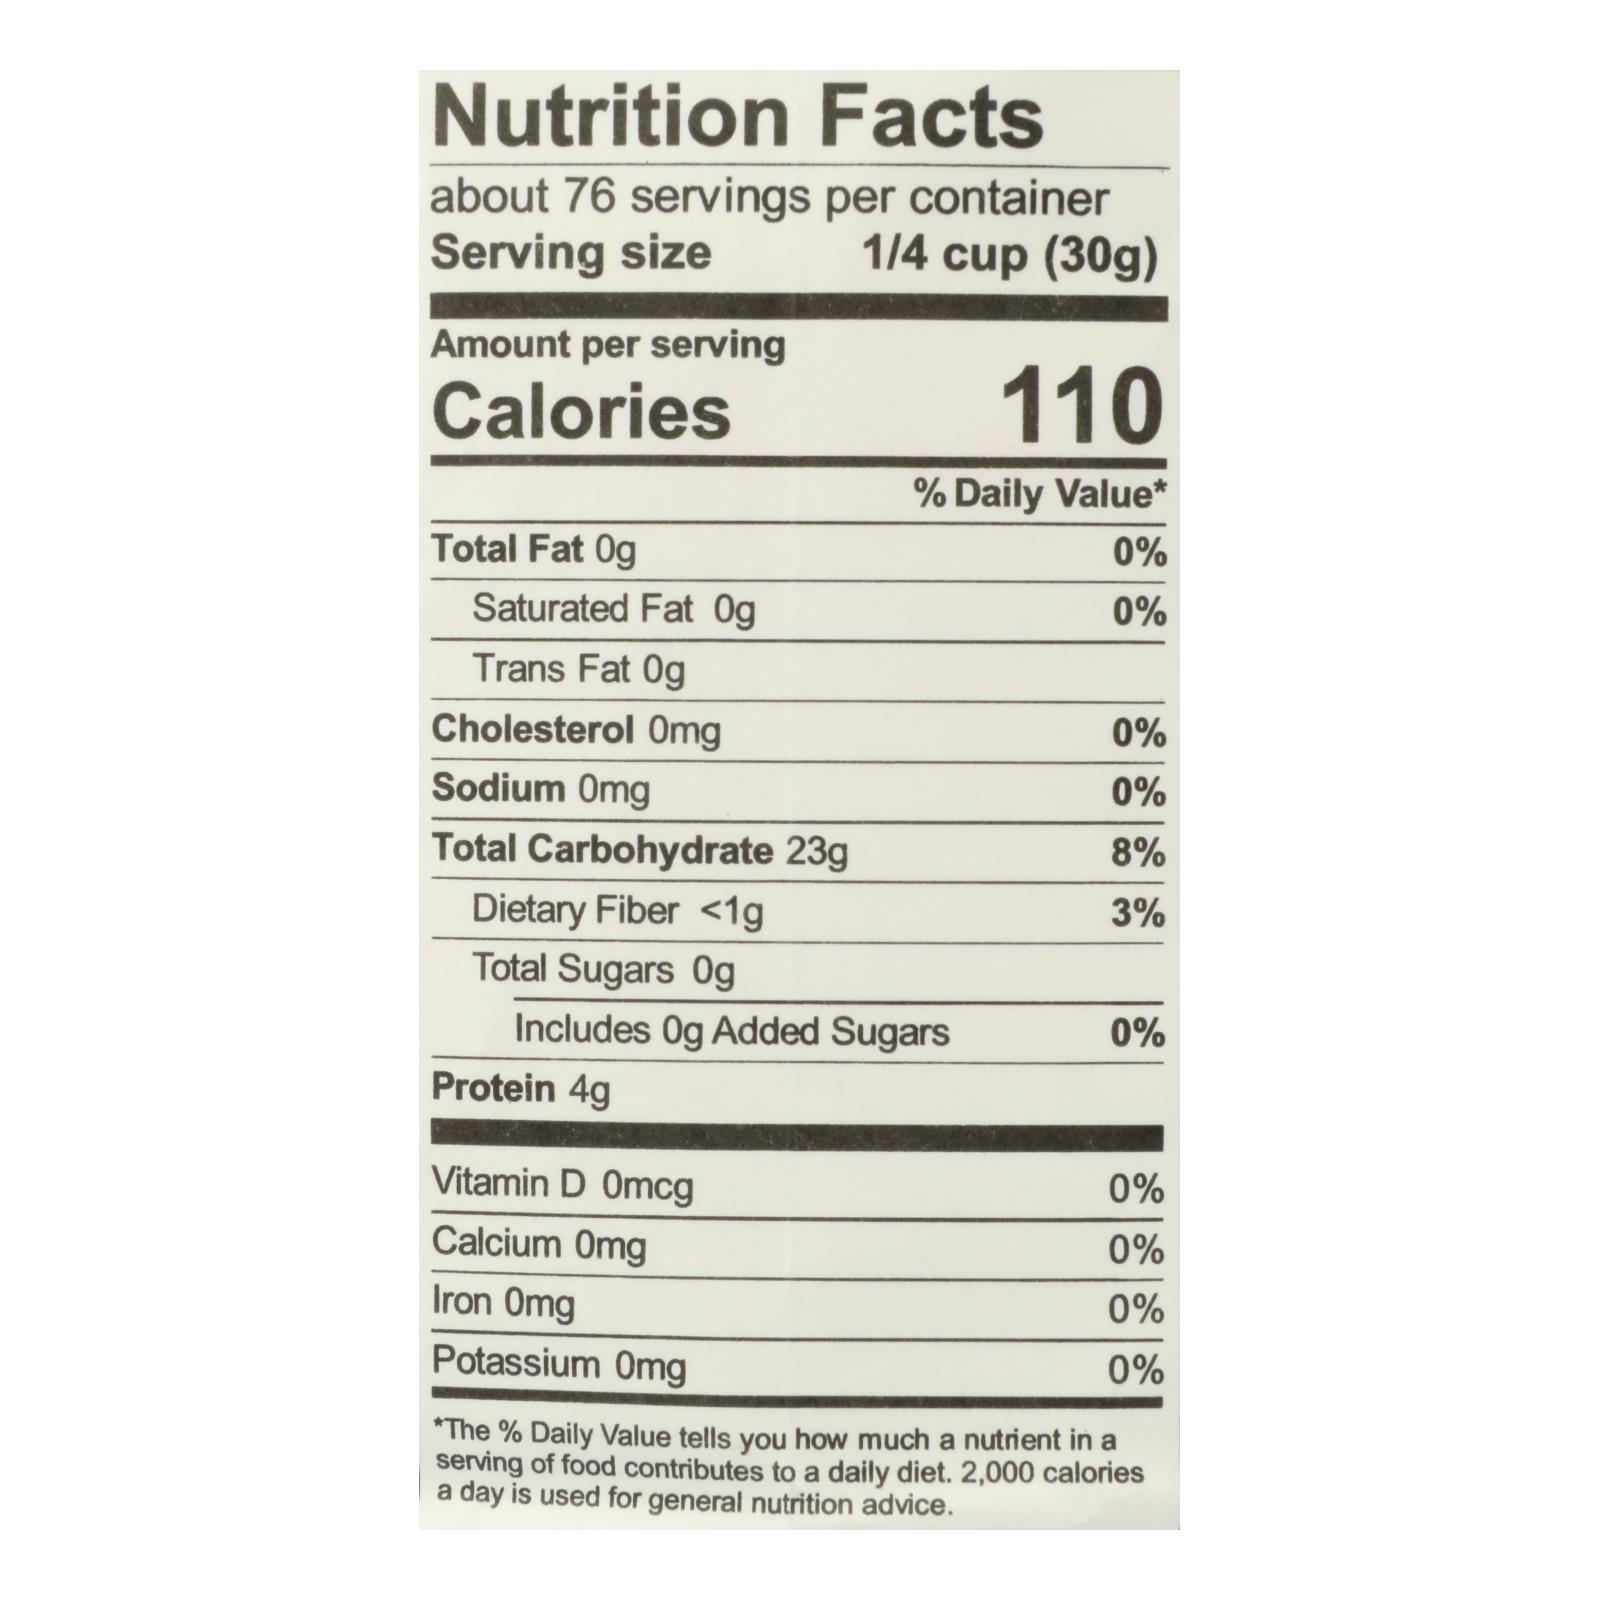 Nutrition Facts
about 76 servings per container
Serving size 1/4 cup (30g)
Amount per serving
Calories 110
% Daily Value*
Total Fat 0g 0%
Saturated Fat 0g 0%
Trans Fat 0g
Cholesterol 0mg 0%
Sodium 0mg 0%
Total Carbohydrate 23g 8%
Dietary Fiber <1g 3%
Total Sugars 0g
Includes 0g Added Sugars 0%
Protein 4g
Vitamin D 0mcg 0%
Calcium 0mg 0%
Iron 0mg 0%
Potassium 0mg 0%
*The % Daily Value tells you how much a nutrient in a
serving of food contributes to a daily diet. 2,000 calories
a day is used for general nutrition advice.